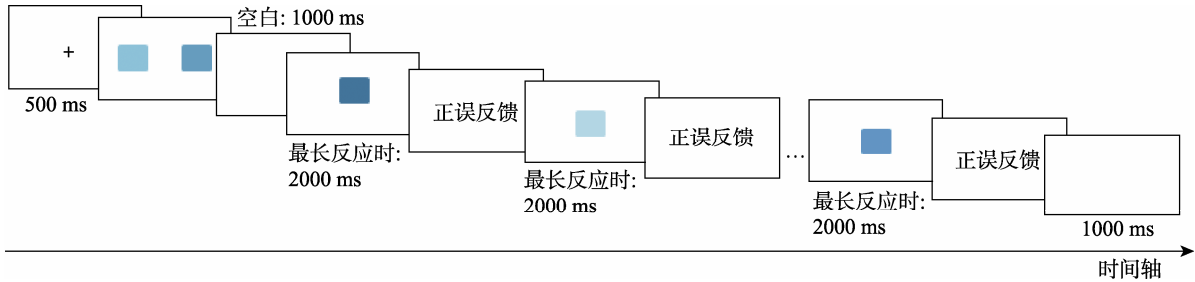 空白: 1000 ms
+
500 ms
正误反馈
最长反应时:
2000 ms
正误反馈
最长反应时:
2000 ms
…
正误反馈
最长反应时:
2000 ms
1000 ms
时间轴